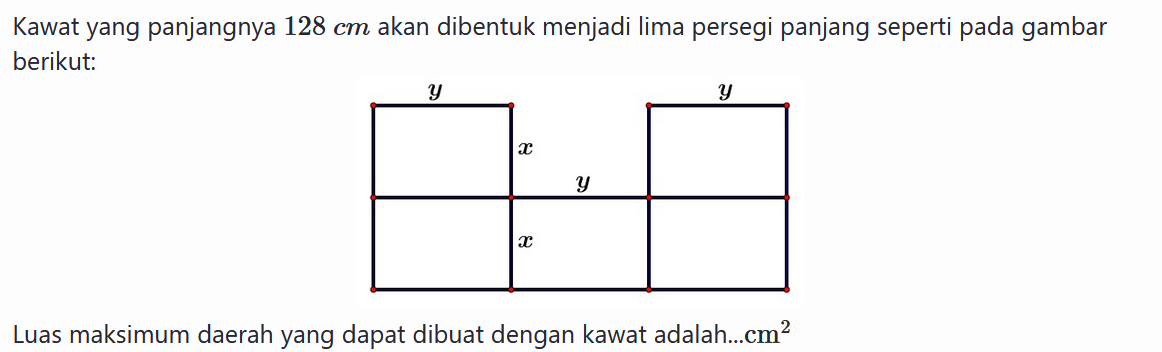 Kawat yang panjangnya 128 cm akan dibentuk menjadi lima persegi panjang seperti pada gambar
berikut:
y y
x
y
x
Luas maksimum daerah yang dapat dibuat dengan kawat adalah...cm²